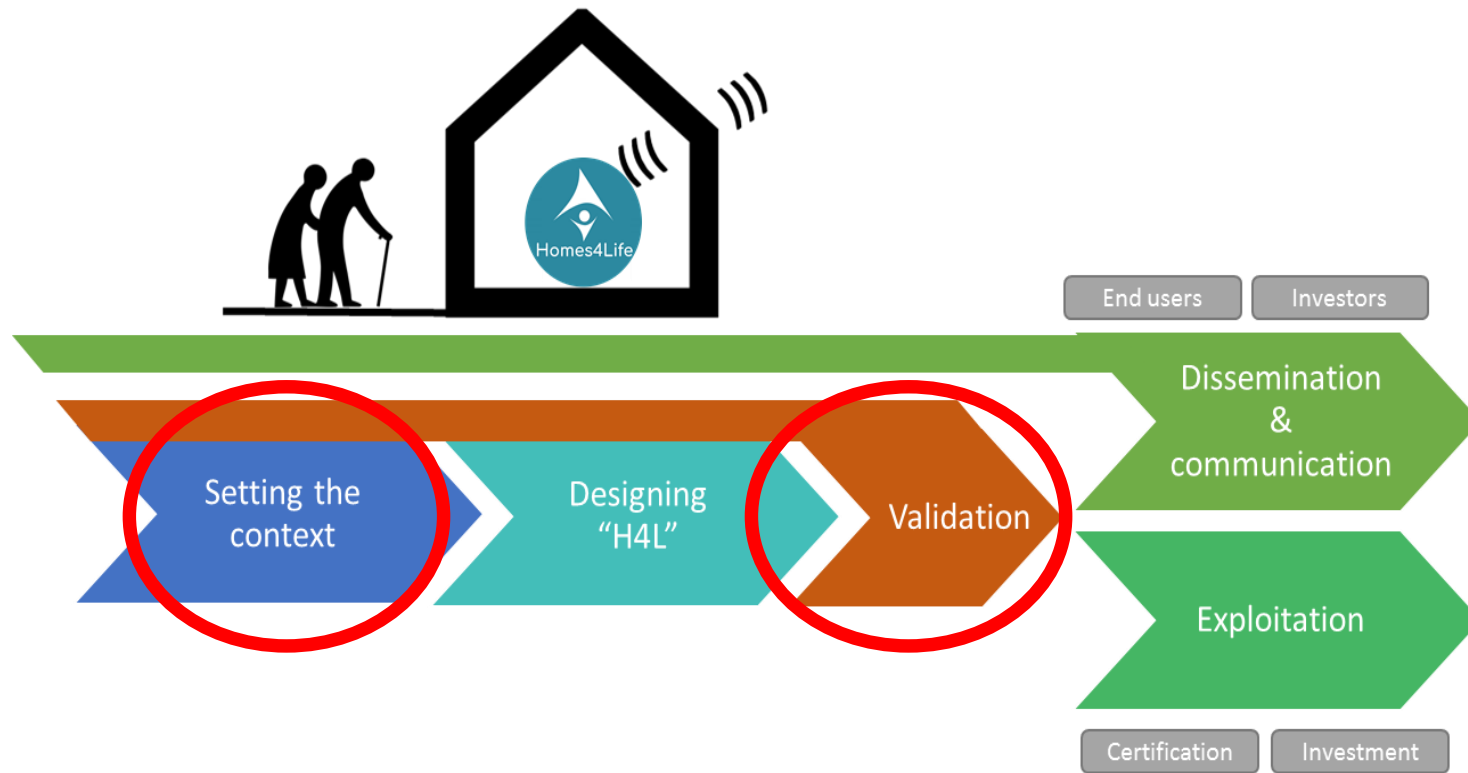 Homes4Life
End users
Investors
Dissemination
&
communication
Setting the
context
Designing
“H4L”
Validation
Exploitation
Certification
Investment